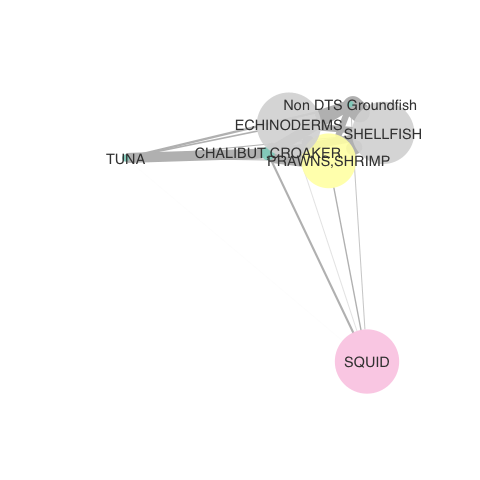 Non DTS Groundfish
ECHINODERMS
SHELLFISH
CHALIBUT,CROAKER
TUNA
PRAWNS,SHRIMP
SQUID